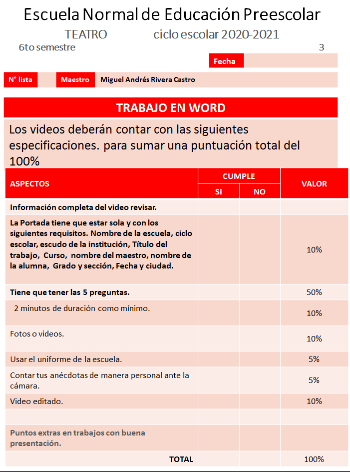 Escuela Normal de Educación Preescolar
TEATRO ciclo escolar 2020-2021
6to semestre 3
Fecha
N° lista Maestro Miguel Andrés Rivera Castro
TRABAJO EN WORD
Los videos deberán contar con las siguientes
especificaciones. para sumar una puntuación total del
100%
ASPECTOS CUMPLE VALOR
SI NO
Información completa del video revisar.
La Portada tiene que estar sola y con los
siguientes requisitos. Nombre de la escuela, ciclo
escolar, escudo de la institución, Título del
trabajo, Curso, nombre del maestro, nombre de
la alumna, Grado y sección, Fecha y ciudad. 10%
Tiene que tener las 5 preguntas. 50%
2 minutos de duración como mínimo. 10%
Fotos o videos. 10%
Usar el uniforme de la escuela. 5%
Contar tus anécdotas de manera personal ante la
cámara. 5%
Video editado. 10%
Puntos extras en trabajos con buena
presentación.
TOTAL 100%